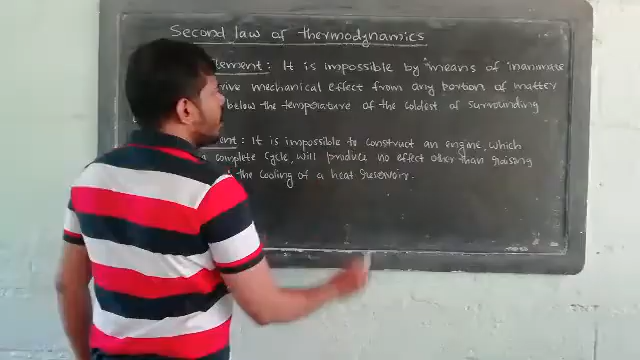 Second law of thermodynamics
tement: It is impossible by means of inanimate
rive mechanical effect from any portion of matter
below the temperature of the coldest of surrounding
ent: It is impossible to construct an engine, which
complete cycle, will produce no effect other than raising
the cooling of a heat reservoir.